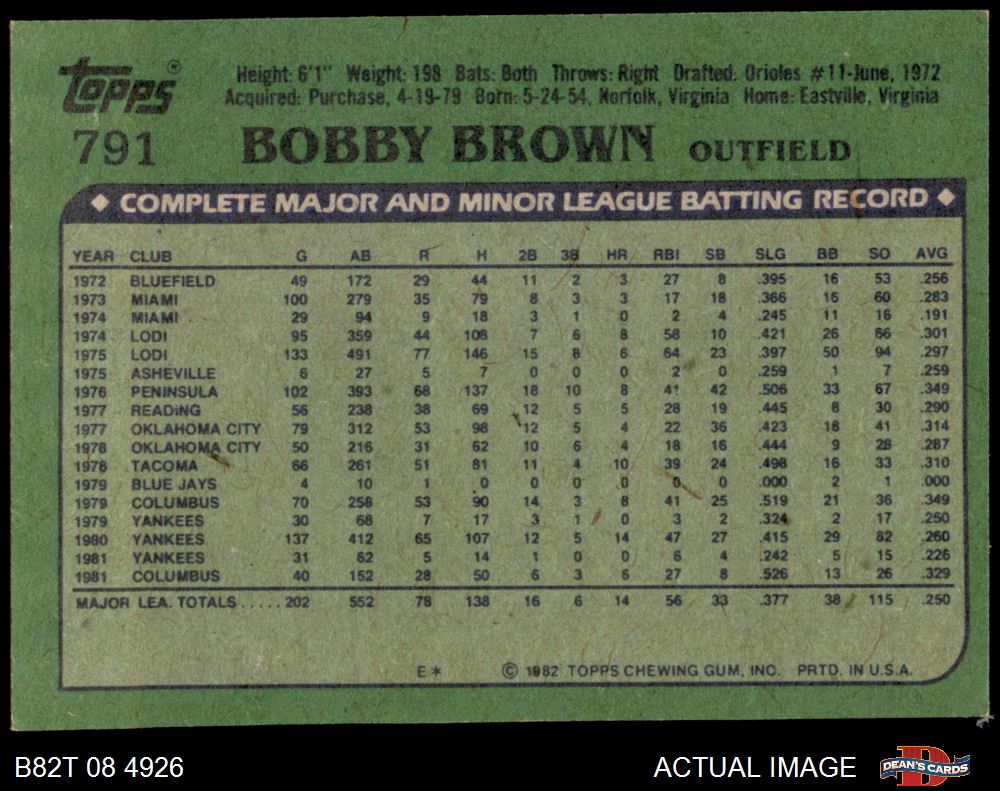 topps®
Height: 6'1" Weight: 198 Bats: Both Throws: Right Drafted: Orioles #11-June, 1972
Acquired: Purchase, 4-19-79 Born: 5-24-54, Norfolk, Virginia Home: Eastville, Virginia
791 BOBBY BROWN OUTFIELD
◆ COMPLETE MAJOR AND MINOR LEAGUE BATTING RECORD ◆
YEAR CLUB G AB R H 2B 3B HR RBI SB SLG BB SO AVG
1972 BLUEFIELD 49 172 29 44 11 2 3 27 8 .395 16 53 .256
1973 MIAMI 100 279 35 79 8 3 3 17 18 .366 16 60 .283
1974 MIAMI 29 94 9 18 3 1 0 2 4 .245 11 16 .191
1974 LODI 95 359 44 108 7 6 8 58 10 .421 26 66 .301
1975 LODI 133 491 77 146 15 8 6 64 23 .397 50 94 .297
1975 ASHEVILLE 6 27 5 7 0 0 0 2 0 .259 1 7 .259
1976 PENINSULA 102 393 68 137 18 10 8 41 42 .506 33 67 .349
1977 READING 56 238 38 69 12 5 5 28 19 .445 8 30 .290
1977 OKLAHOMA CITY 79 312 53 98 12 5 4 22 36 .423 18 41 .314
1978 OKLAHOMA CITY 50 216 31 62 10 6 4 18 16 .444 9 28 .287
1978 TACOMA 66 261 51 81 11 4 10 39 24 .498 16 33 .310
1979 BLUE JAYS 4 10 1 0 0 0 0 0 0 .000 2 1 .000
1979 COLUMBUS 70 258 53 90 14 3 8 41 25 .519 21 36 .349
1979 YANKEES 30 68 7 17 3 1 0 3 2 .324 2 17 .250
1980 YANKEES 137 412 65 107 12 5 14 47 27 .415 29 82 .260
1981 YANKEES 31 62 5 14 1 0 0 6 4 .242 5 15 .226
1981 COLUMBUS 40 152 28 50 6 3 6 27 8 .526 13 26 .329
MAJOR LEA. TOTALS ..... 202 552 78 138 16 6 14 56 33 .377 38 115 .250
E* © 1982 TOPPS CHEWING GUM, INC. PRTD. IN U.S.A.
B82T 08 4926 ACTUAL IMAGE DEAN'S CARDS